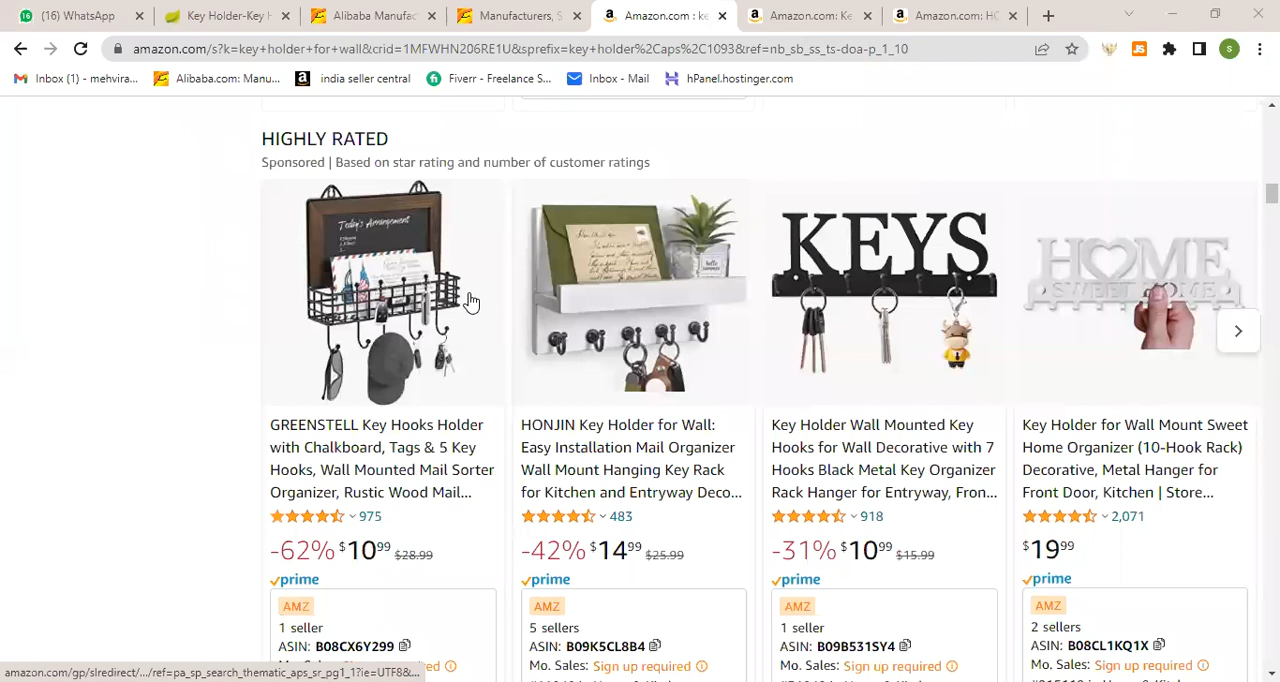 (16) WhatsApp
Key Holder-Key H
Alibaba Manufac
Manufacturers, S
Amazon.com : ke
Amazon.com: Ke
Amazon.com: HO
amazon.com/s?k=key+holder+for+wall&crid=1MFWHN206RE1U&sprefix=key+holder%2Caps%2C1093&ref=nb_sb_ss_ts-doa-p_1_10
Inbox (1) - mehvira...
Alibaba.com: Manu...
india seller central
Fiverr - Freelance S...
Inbox - Mail
hPanel.hostinger.com
HIGHLY RATED
Sponsored | Based on star rating and number of customer ratings
Today's Arrangement
hello
summer
KEYS
HOME
SWEET HOME
GREENSTELL Key Hooks Holder
with Chalkboard, Tags & 5 Key
Hooks, Wall Mounted Mail Sorter
Organizer, Rustic Wood Mail...
975
-62% $10 99 $28.99
prime
AMZ
1 seller
ASIN: B08CX6Y299
HONJIN Key Holder for Wall:
Easy Installation Mail Organizer
Wall Mount Hanging Key Rack
for Kitchen and Entryway Deco...
483
-42% $14 99 $25.99
prime
AMZ
5 sellers
ASIN: B09K5CL8B4
Mo. Sales: Sign up required
Key Holder Wall Mounted Key
Hooks for Wall Decorative with 7
Hooks Black Metal Key Organizer
Rack Hanger for Entryway, Fron...
918
-31% $10 99 $15.99
prime
AMZ
1 seller
ASIN: B09B531SY4
Mo. Sales: Sign up required
Key Holder for Wall Mount Sweet
Home Organizer (10-Hook Rack)
Decorative, Metal Hanger for
Front Door, Kitchen | Store...
2,071
$19 99
prime
AMZ
2 sellers
ASIN: B08CL1KQ1X
Mo. Sales: Sign up required
amazon.com/gp/slredirect/.../ref=pa_sp_search_thematic_aps_sr_pg1_1?ie=UTF8&...